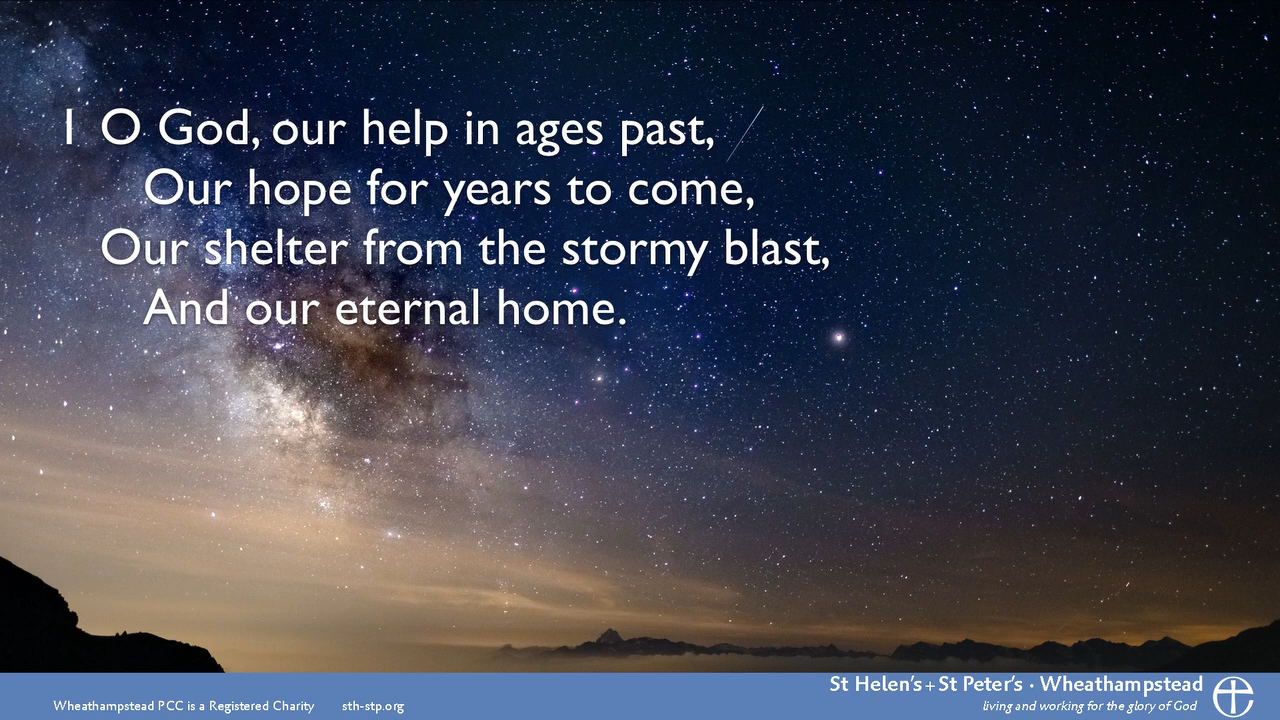 1 O God, our help in ages past,
Our hope for years to come,
Our shelter from the stormy blast,
And our eternal home.
St Helen's + St Peter's · Wheathampstead
living and working for the glory of God
Wheathampstead PCC is a Registered Charity sth-stp.org